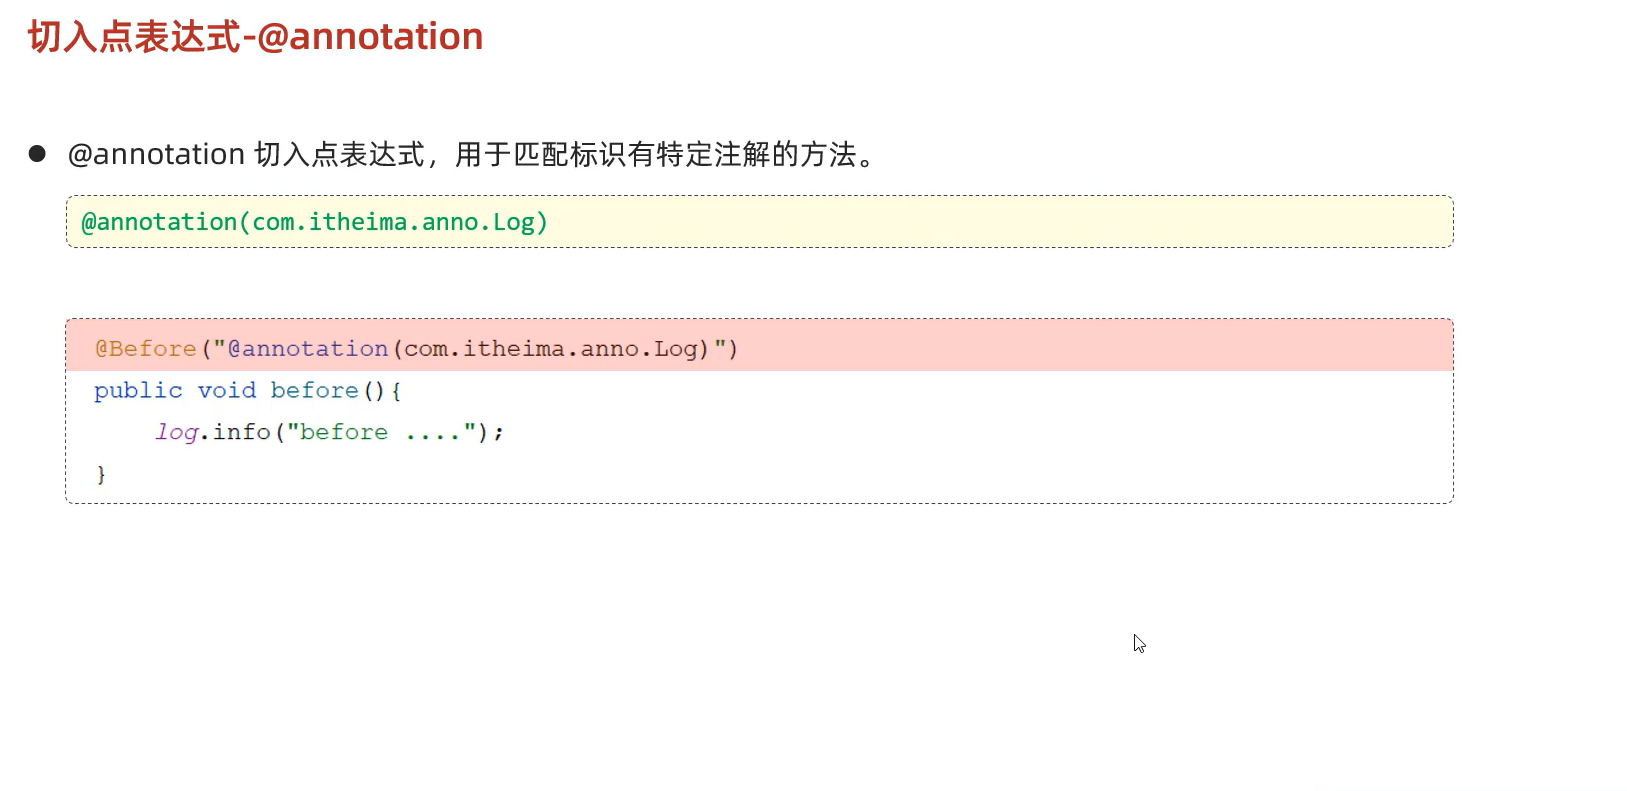 切入点表达式-@annotation
● @annotation 切入点表达式，用于匹配标识有特定注解的方法。
@annotation(com.itheima.anno.Log)
@Before("@annotation(com.itheima.anno.Log)")
public void before(){
    log.info("before ....");
}